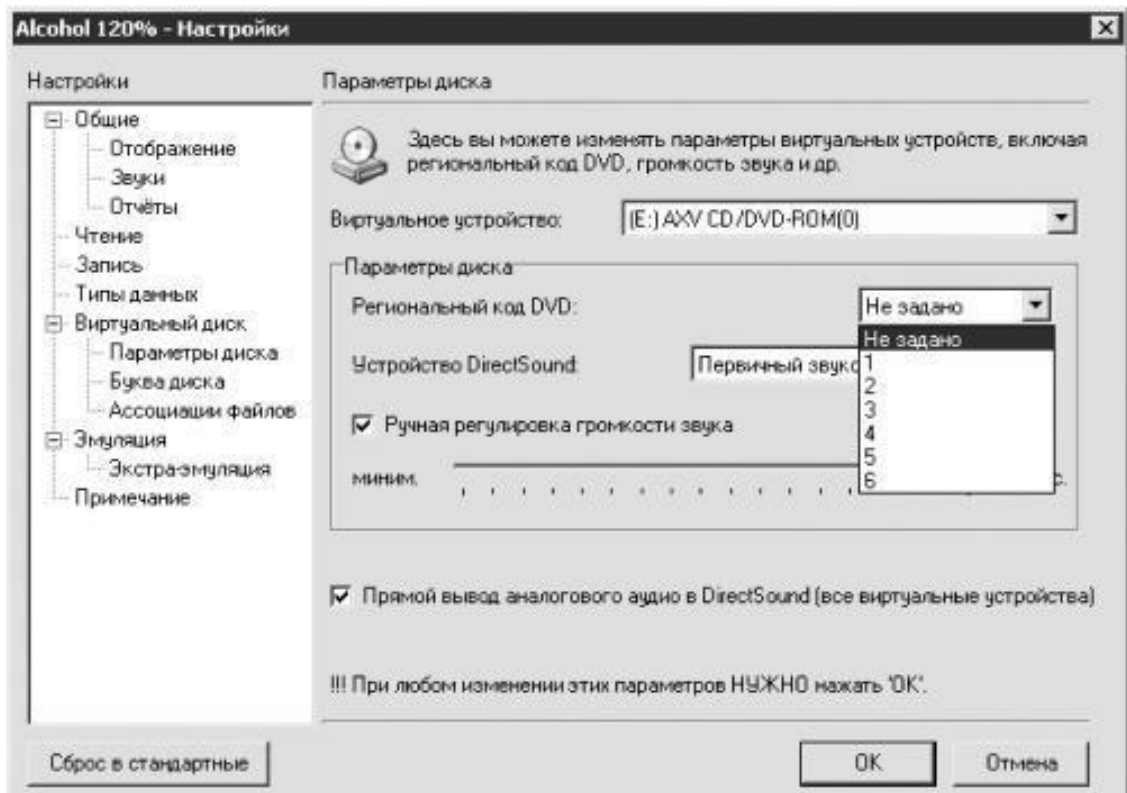 Alcohol 120% - Настройки
Настройки
Общие
Отображение
Звуки
Отчёты
Чтение
Запись
Типы данных
Виртуальный диск
Параметры диска
Буква диска
Ассоциации файлов
Эмуляция
Экстра-эмуляция
Примечание
Параметры диска
Здесь вы можете изменять параметры виртуальных устройств, включая
региональный код DVD, громкость звука и др.
Виртуальное устройство: (E:) AXV CD/DVD-ROM(0)
Параметры диска
Региональный код DVD: Не задано
Не задано
1
2
3
4
5
6
Устройство DirectSound: Первичный
Ручная регулировка громкости звука
миним.
Прямой вывод аналогового аудио в DirectSound (все виртуальные устройства)
!!! При любом изменении этих параметров НУЖНО нажать 'OK'.
Сброс в стандартные
OK
Отмена